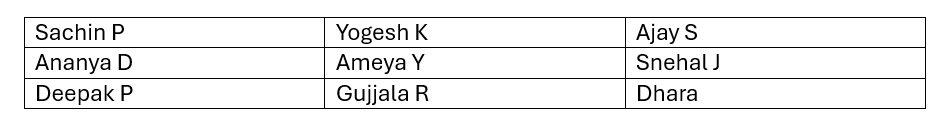 Sachin P Yogesh K Ajay S
Ananya D Ameya Y Snehal J
Deepak P Gujjala R Dhara